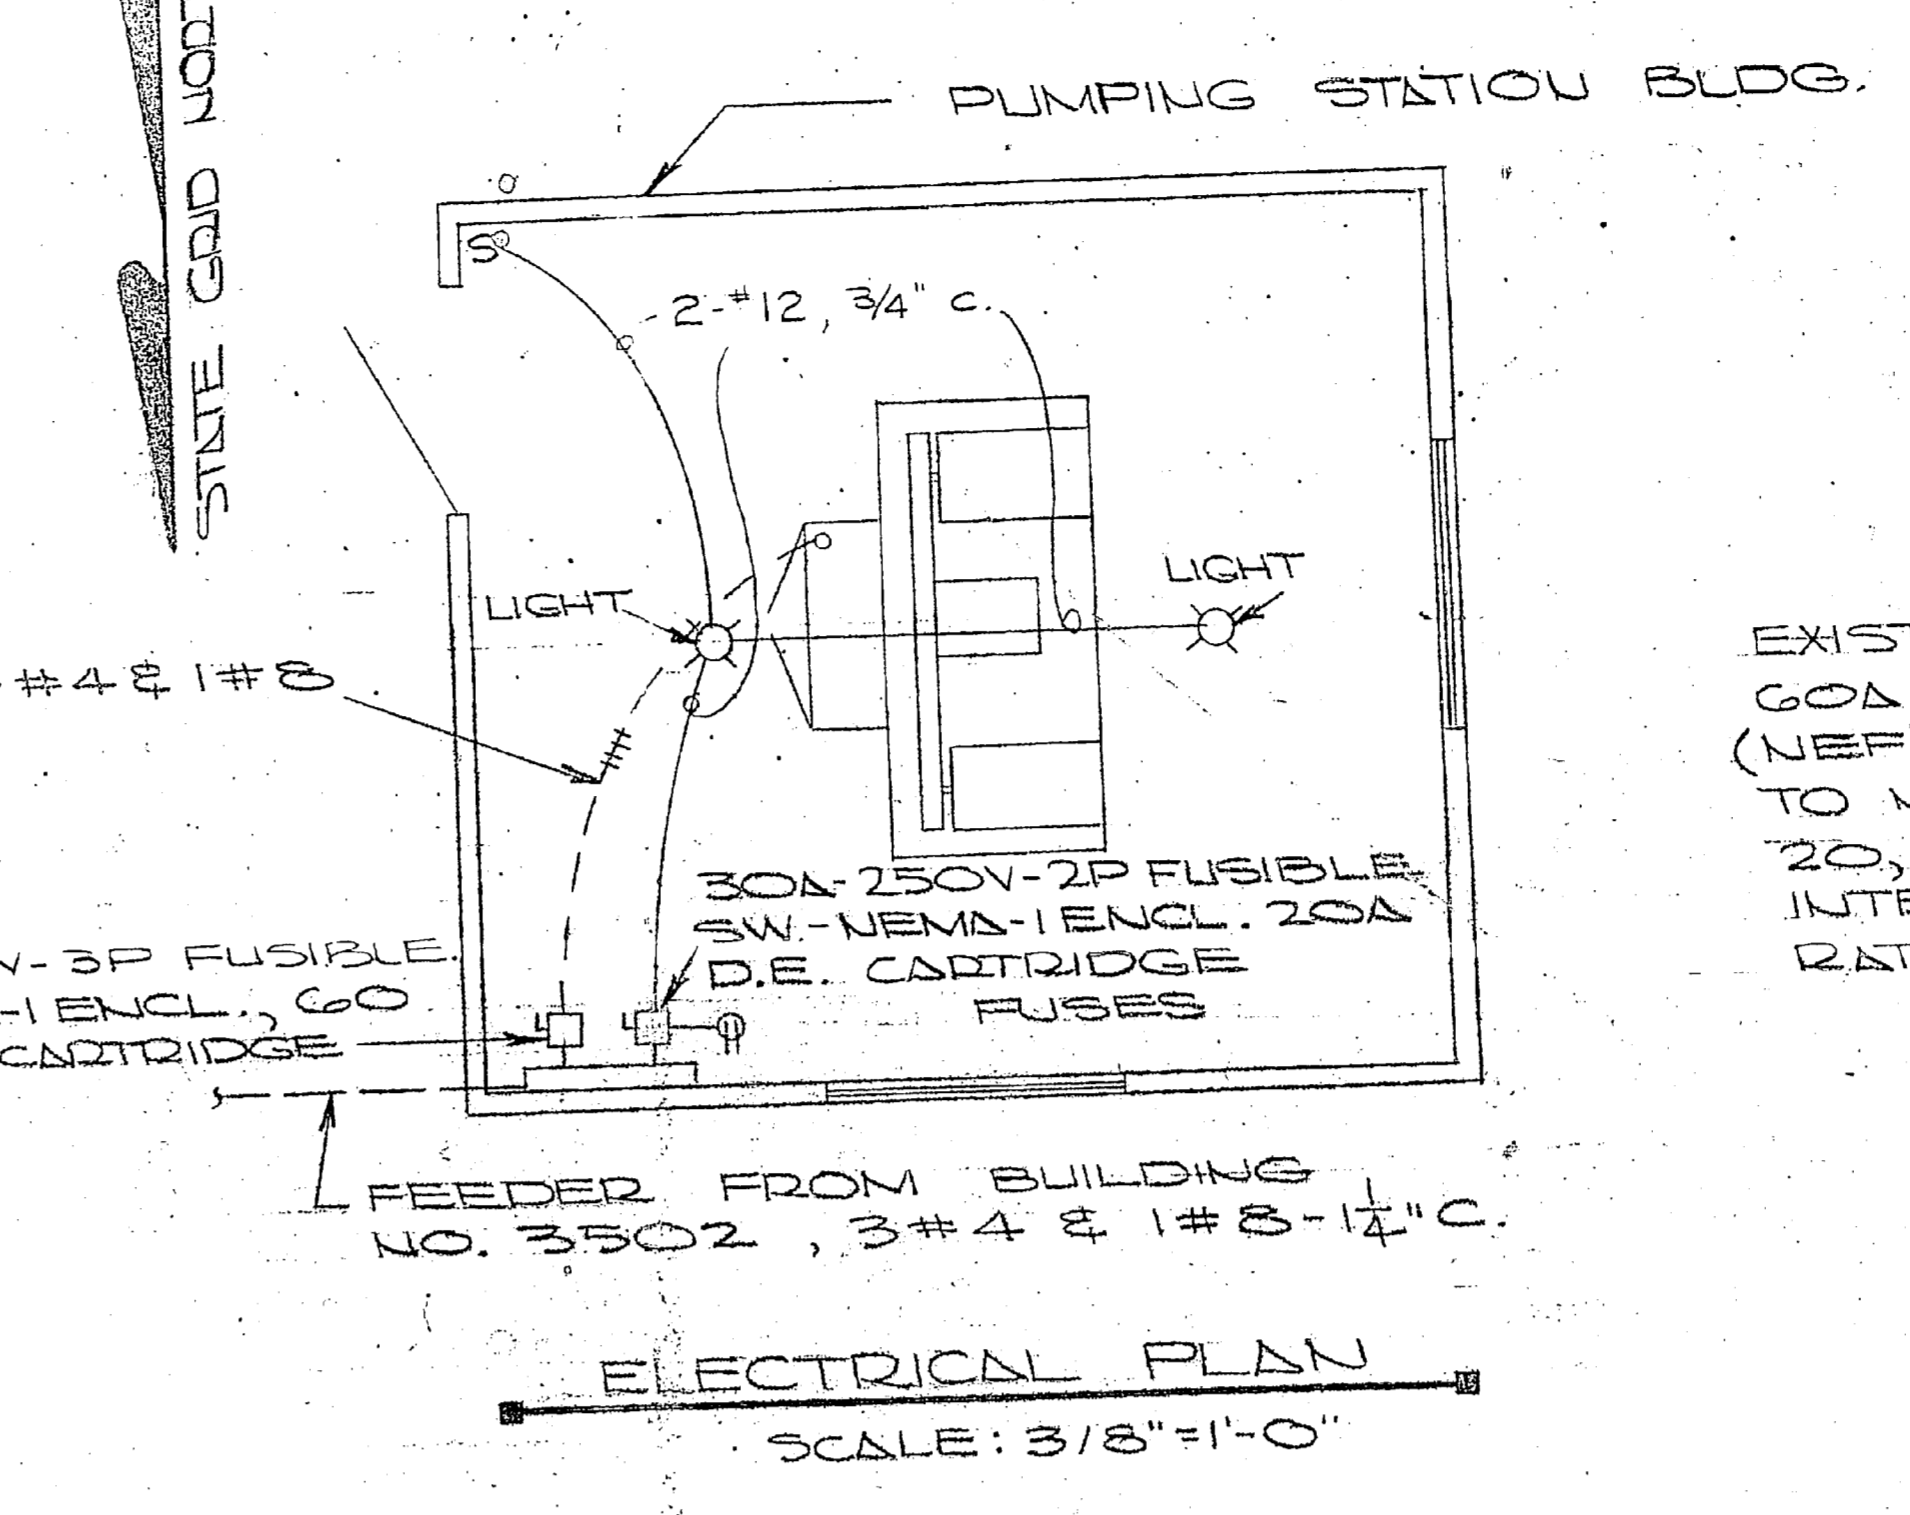 STATE GRID
PUMPING STATION BLDG.
S
2-#12, 3/4" C.
LIGHT
LIGHT
#4 & 1#8
30A-250V-2P FUSIBLE
SW.-NEMA-1 ENCL. 20A
D.E. CARTRIDGE
FUSES
V-3P FUSIBLE
-1 ENCL., 60
CARTRIDGE
FEEDER FROM BUILDING
NO. 3502, 3#4 & 1#8-1 1/4" C.
EXIST
60A
(NEF
TO
20,
INTE
RAT
ELECTRICAL PLAN
SCALE: 3/8"=1'-0"